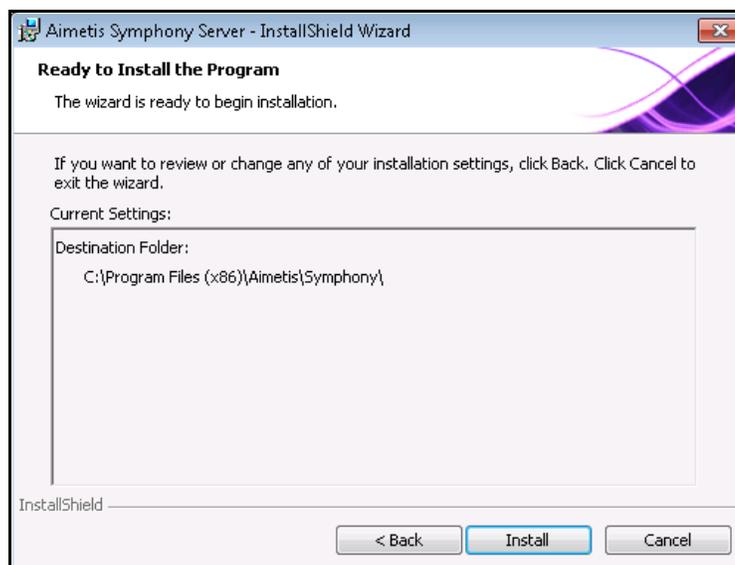 Aimetis Symphony Server - InstallShield Wizard
Ready to Install the Program
The wizard is ready to begin installation.
If you want to review or change any of your installation settings, click Back. Click Cancel to
exit the wizard.
Current Settings:
Destination Folder:
C:\Program Files (x86)\Aimetis\Symphony\
InstallShield
< Back
Install
Cancel